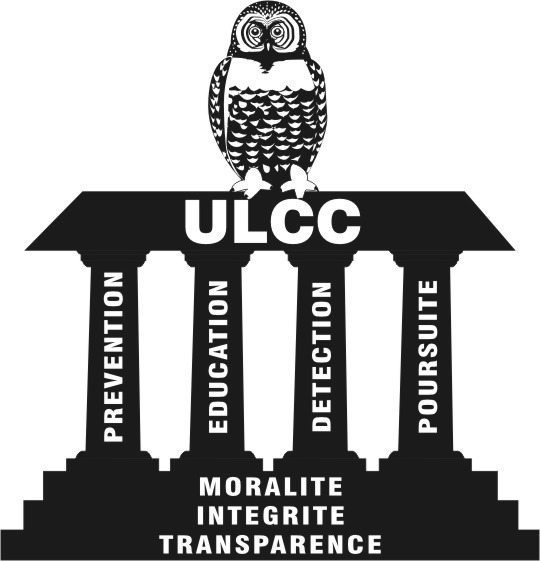 ULCC
PREVENTION
EDUCATION
DETECTION
POURSUITE
MORALITE
INTEGRITE
TRANSPARENCE